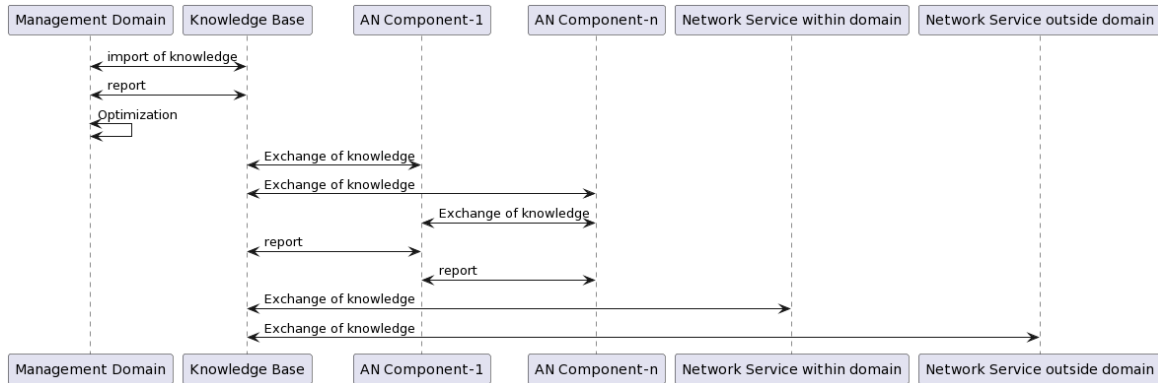 Management Domain
Knowledge Base
AN Component-1
AN Component-n
Network Service within domain
Network Service outside domain
import of knowledge
report
Optimization
Exchange of knowledge
Exchange of knowledge
Exchange of knowledge
report
report
Exchange of knowledge
Exchange of knowledge
Management Domain
Knowledge Base
AN Component-1
AN Component-n
Network Service within domain
Network Service outside domain